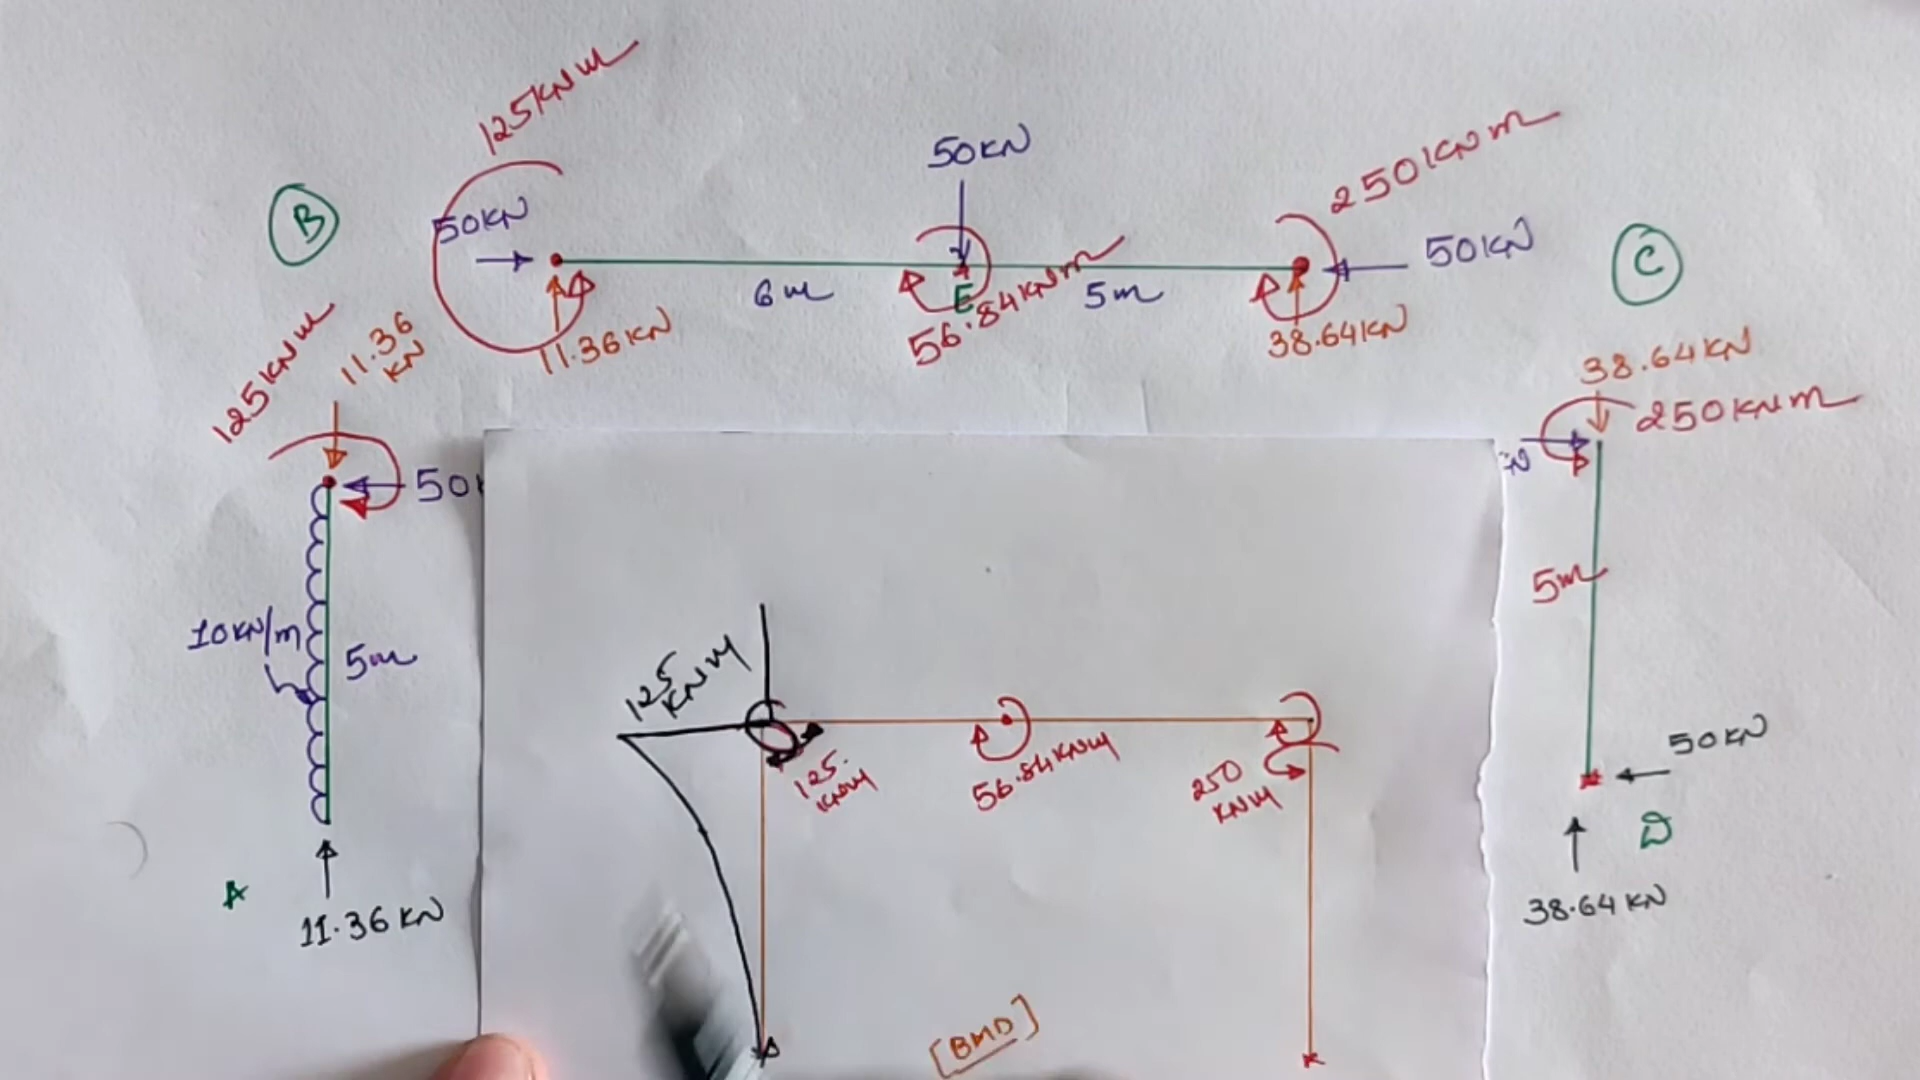 125KNm
50KN
250KNm
B
50KN
50KN
C
6m
E
5m
11.36KN
56.84KNm
38.64KN
125KNm
11.36
KN
38.64KN
250KNm
50
N
5m
10KN/m
5m
125
KNM
125.
KNM
56.84KNM
250
KNM
50KN
D
A
11.36 KN
38.64 KN
[BMD]